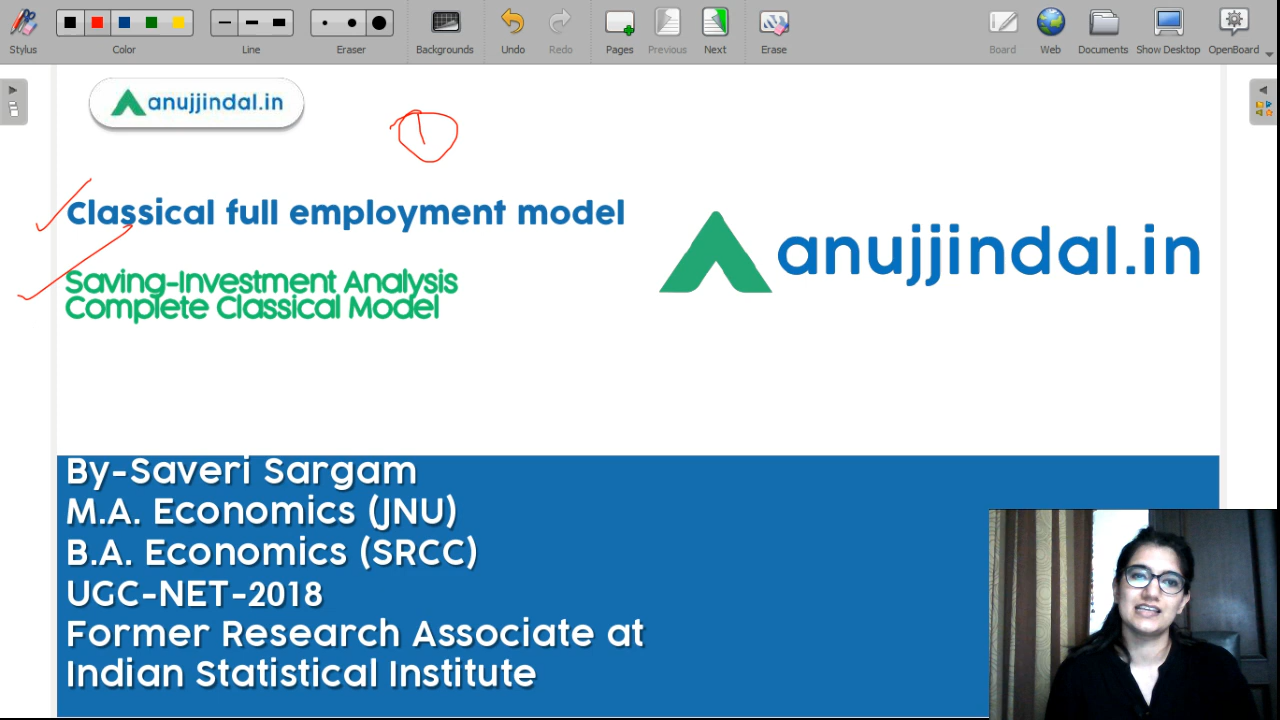 Stylus
Color
Line
Eraser
Backgrounds
Undo
Redo
Pages
Previous
Next
Erase
Board
Web
Documents
Show Desktop
OpenBoard
anujjindal.in
1
Classical full employment model
Saving-Investment Analysis
Complete Classical Model
anujjindal.in
By-Saveri Sargam
M.A. Economics (JNU)
B.A. Economics (SRCC)
UGC-NET-2018
Former Research Associate at
Indian Statistical Institute